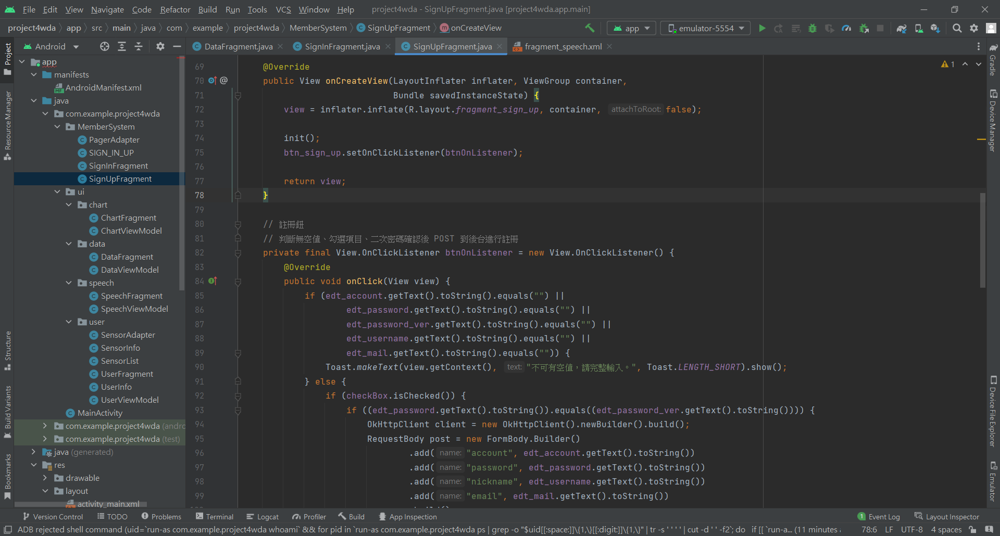 File Edit View Navigate Code Refactor Build Run Tools VCS Window Help project4wda - SignUpFragment.java [project4wda.app.main]
project4wda app src main java com example project4wda MemberSystem SignUpFragment onCreateView app emulator-5554
Android DataFragment.java SignInFragment.java SignUpFragment.java fragment_speech.xml
Project
Resource Manager
Structure
Build Variants
Bookmarks
app
manifests
AndroidManifest.xml
java
com.example.project4wda
MemberSystem
PagerAdapter
SIGN_IN_UP
SignInFragment
SignUpFragment
ui
chart
ChartFragment
ChartViewModel
data
DataFragment
DataViewModel
speech
SpeechFragment
SpeechViewModel
user
SensorAdapter
SensorInfo
SensorList
UserFragment
UserInfo
UserViewModel
MainActivity
com.example.project4wda (andro
com.example.project4wda (test)
java (generated)
res
drawable
layout
activity_main.xml
1
69 @Override
70 @ public View onCreateView(LayoutInflater inflater, ViewGroup container,
71 Bundle savedInstanceState) {
72 view = inflater.inflate(R.layout.fragment_sign_up, container, attachToRoot: false);
73
74 init();
75 btn_sign_up.setOnClickListener(btnOnListener);
76
77 return view;
78 }
79
80 // 註冊鈕
81 // 判斷無空值、勾選項目、二次密碼確認後 POST 到後台進行註冊
82 private final View.OnClickListener btnOnListener = new View.OnClickListener() {
83 @Override
84 public void onClick(View view) {
85 if (edt_account.getText().toString().equals("") ||
86 edt_password.getText().toString().equals("") ||
87 edt_password_ver.getText().toString().equals("") ||
88 edt_username.getText().toString().equals("") ||
89 edt_mail.getText().toString().equals("")) {
90 Toast.makeText(view.getContext(), text: "不可有空值，請完整輸入。", Toast.LENGTH_SHORT).show();
91 } else {
92 if (checkBox.isChecked()) {
93 if ((edt_password.getText().toString()).equals((edt_password_ver.getText().toString()))) {
94 OkHttpClient client = new OkHttpClient().newBuilder().build();
95 RequestBody post = new FormBody.Builder()
96 .add( name: "account", edt_account.getText().toString())
97 .add( name: "password", edt_password.getText().toString())
98 .add( name: "nickname", edt_username.getText().toString())
99 .add( name: "email", edt_mail.getText().toString())
Gradle
Device Manager
Device File Explorer
Emulator
Version Control TODO Problems Terminal Logcat Profiler Build App Inspection 1 Event Log Layout Inspector
ADB rejected shell command (uid=`run-as com.example.project4wda whoami` && for pid in `run-as com.example.project4wda ps | grep -o "$uid[[:space:]]\{1,\}[[:digit:]]\{1,\}" | tr -s ' ' ' ' | cut -d ' ' -f2`; do if [[ `run-a... (11 minutes a 78:6 LF UTF-8 4 spaces